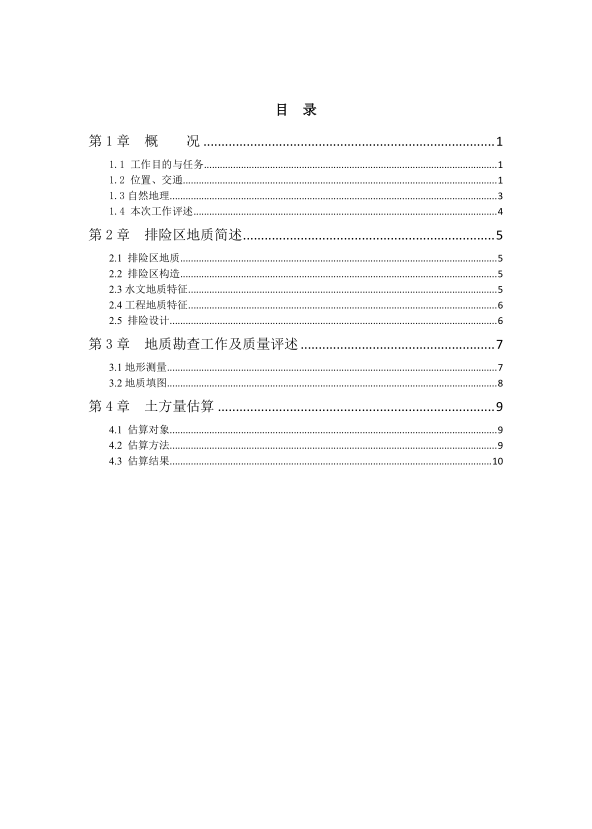 目 录
第 1 章 概 况 ........................ 1
1.1 工作目的与任务 ........................ 1
1.2 位置、交通 ........................ 1
1.3 自然地理 ........................ 3
1.4 本次工作评述 ........................ 4
第 2 章 排险区地质简述 ........................ 5
2.1 排险区地质 ........................ 5
2.2 排险区构造 ........................ 5
2.3 水文地质特征 ........................ 5
2.4 工程地质特征 ........................ 6
2.5 排险设计 ........................ 6
第 3 章 地质勘查工作及质量评述 ........................ 7
3.1 地形测量 ........................ 7
3.2 地质填图 ........................ 8
第 4 章 土方量估算 ........................ 9
4.1 估算对象 ........................ 9
4.2 估算方法 ........................ 9
4.3 估算结果 ........................ 10